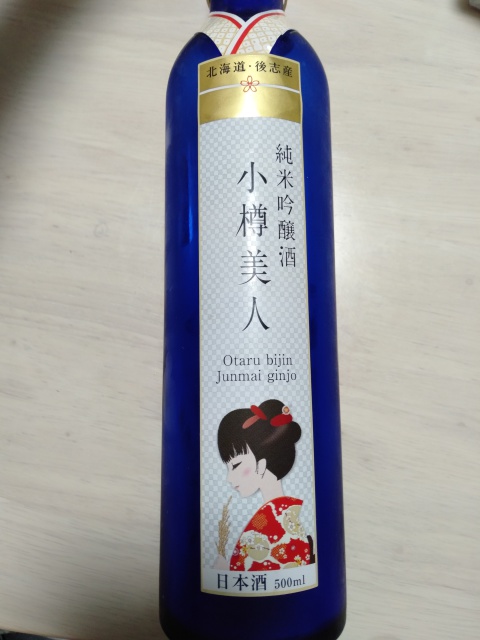 北海道・後志産
純米吟醸酒
小樽美人
Otaru bijin
Junmai ginjo
日本酒 500ml